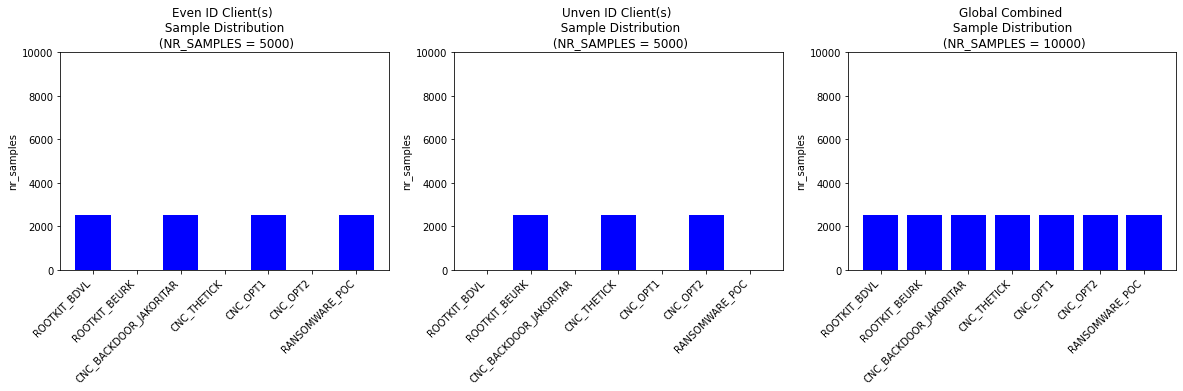 Even ID Client(s)
Sample Distribution
(NR_SAMPLES = 5000)
nr_samples
10000
8000
6000
4000
2000
0
ROOTKIT_BDVL
ROOTKIT_BEURK
CNC_BACKDOOR_JAKORITAR
CNC_THETICK
CNC_OPT1
CNC_OPT2
RANSOMWARE_POC
Unven ID Client(s)
Sample Distribution
(NR_SAMPLES = 5000)
nr_samples
10000
8000
6000
4000
2000
0
ROOTKIT_BDVL
ROOTKIT_BEURK
CNC_BACKDOOR_JAKORITAR
CNC_THETICK
CNC_OPT1
CNC_OPT2
RANSOMWARE_POC
Global Combined
Sample Distribution
(NR_SAMPLES = 10000)
nr_samples
10000
8000
6000
4000
2000
0
ROOTKIT_BDVL
ROOTKIT_BEURK
CNC_BACKDOOR_JAKORITAR
CNC_THETICK
CNC_OPT1
CNC_OPT2
RANSOMWARE_POC